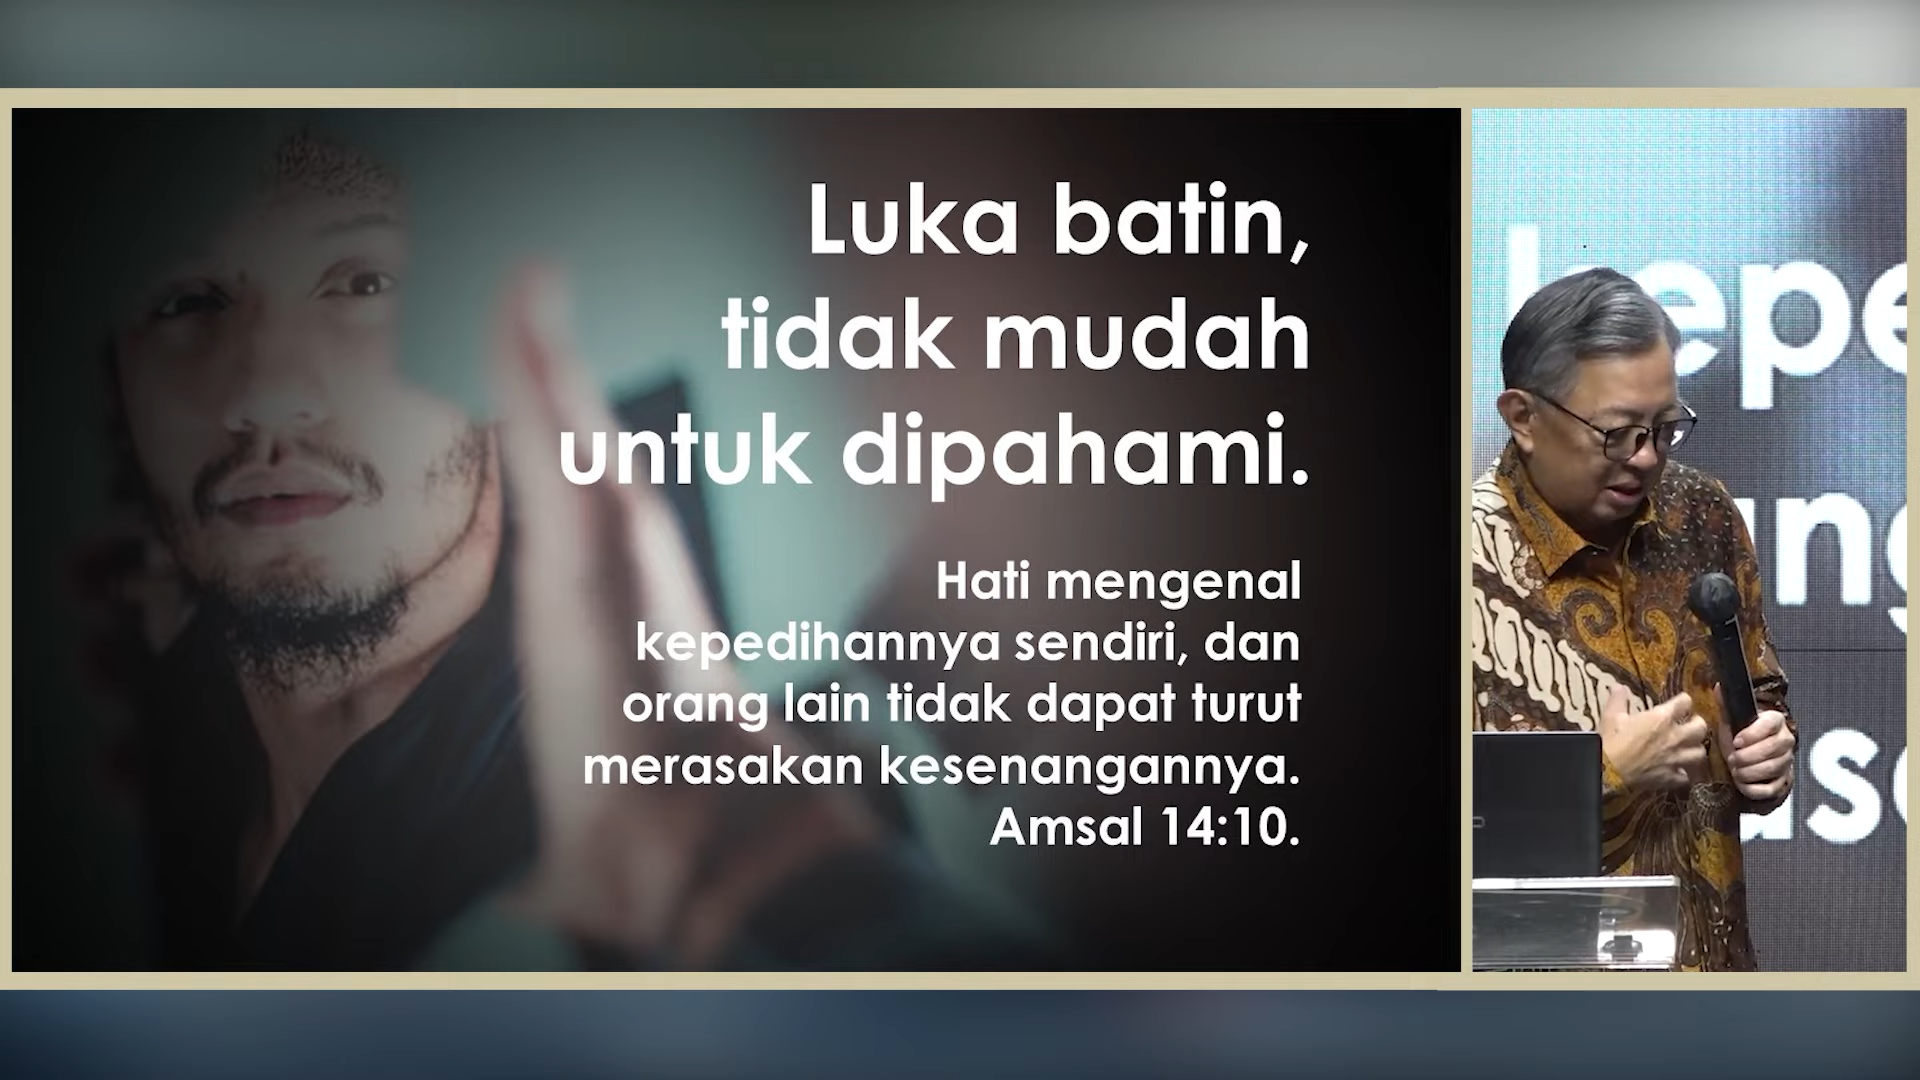 Luka batin,
tidak mudah
untuk dipahami.
Hati mengenal
kepedihannya sendiri, dan
orang lain tidak dapat turut
merasakan kesenangannya.
Amsal 14:10.
kepe